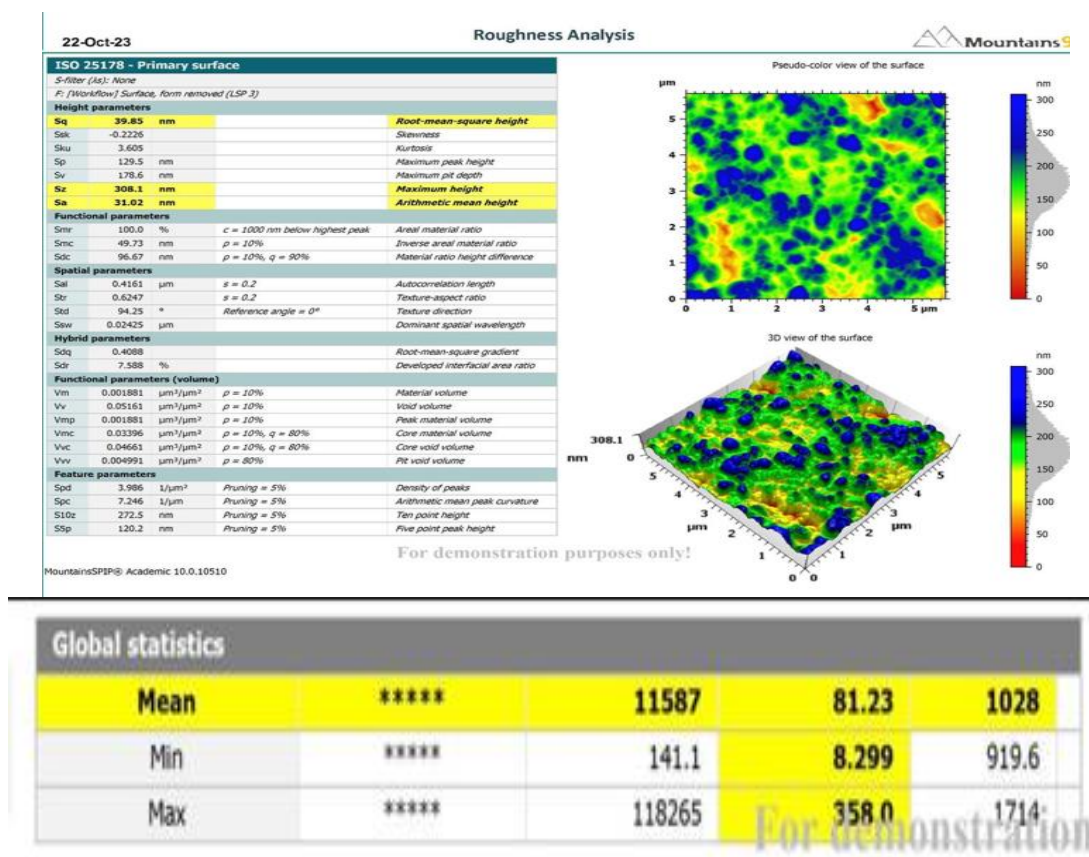 22-Oct-23
Roughness Analysis
Mountains 9
ISO 25178 - Primary surface
S-filter (λs): None
F: [Workflow] Surface, form removed (LSP 3)
Height parameters
Sq 39.85 nm Root-mean-square height
Ssk -0.2226 Skewness
Sku 3.605 Kurtosis
Sp 129.5 nm Maximum peak height
Sv 178.6 nm Maximum pit depth
Sz 308.1 nm Maximum height
Sa 31.02 nm Arithmetic mean height
Functional parameters
Smr 100.0 % c = 1000 nm below highest peak Areal material ratio
Smc 49.73 nm p = 10% Inverse areal material ratio
Sdc 96.67 nm p = 10%, q = 90% Material ratio height difference
Spatial parameters
Sal 0.4161 µm s = 0.2 Autocorrelation length
Str 0.6247 s = 0.2 Texture-aspect ratio
Std 94.25 ° Reference angle = 0° Texture direction
Ssw 0.02425 µm Dominant spatial wavelength
Hybrid parameters
Sdq 0.4088 Root-mean-square gradient
Sdr 7.588 % Developed interfacial area ratio
Functional parameters (volume)
Vm 0.001881 µm³/µm² p = 10% Material volume
Vv 0.05161 µm³/µm² p = 10% Void volume
Vmp 0.001881 µm³/µm² p = 10% Peak material volume
Vmc 0.03396 µm³/µm² p = 10%, q = 80% Core material volume
Vvc 0.04661 µm³/µm² p = 10%, q = 80% Core void volume
Vvv 0.004991 µm³/µm² p = 80% Pit void volume
Feature parameters
Spd 3.986 1/µm² Pruning = 5% Density of peaks
Spc 7.246 1/µm Pruning = 5% Arithmetic mean peak curvature
S10z 272.5 nm Pruning = 5% Ten point height
S5p 120.2 nm Pruning = 5% Five point peak height
For demonstration purposes only!
MountainsSPIP® Academic 10.0.10510
Pseudo-color view of the surface
µm
5
4
3
2
1
0
0 1 2 3 4 5 µm
nm
300
250
200
150
100
50
0
3D view of the surface
308.1
nm
0
5
4
3
µm
2
1
0
0
1
2
µm
3
4
5
nm
300
250
200
150
100
50
0
Global statistics
Mean ***** 11587 81.23 1028
Min ***** 141.1 8.299 919.6
Max ***** 118265 358.0 1714
For demonstration